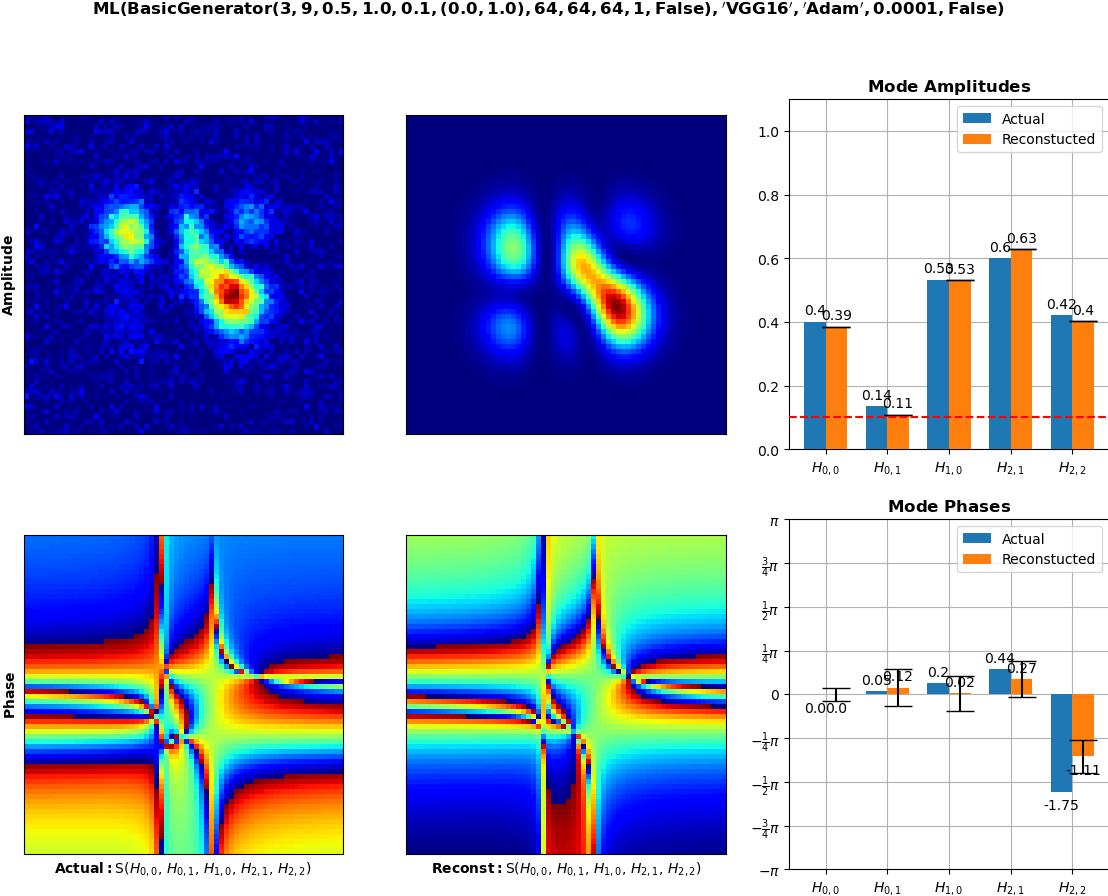 ML(BasicGenerator(3, 9, 0.5, 1.0, 0.1, (0.0, 1.0), 64, 64, 64, 1, False), ′VGG16′, ′Adam′, 0.0001, False)
Amplitude
Mode Amplitudes
Actual
Reconstucted
1.0
0.8
0.6
0.4
0.2
0.0
0.4
0.39
0.14
0.11
0.53
0.53
0.6
0.63
0.42
0.4
H0,0
H0,1
H1,0
H2,1
H2,2
Phase
Actual: S(H0,0, H0,1, H1,0, H2,1, H2,2)
Reconst: S(H0,0, H0,1, H1,0, H2,1, H2,2)
Mode Phases
Actual
Reconstucted
π
3/4π
1/2π
1/4π
0
−1/4π
−1/2π
−3/4π
−π
0.05
0.12
0.2
0.02
0.44
0.27
-1.75
-1.11
H0,0
H0,1
H1,0
H2,1
H2,2